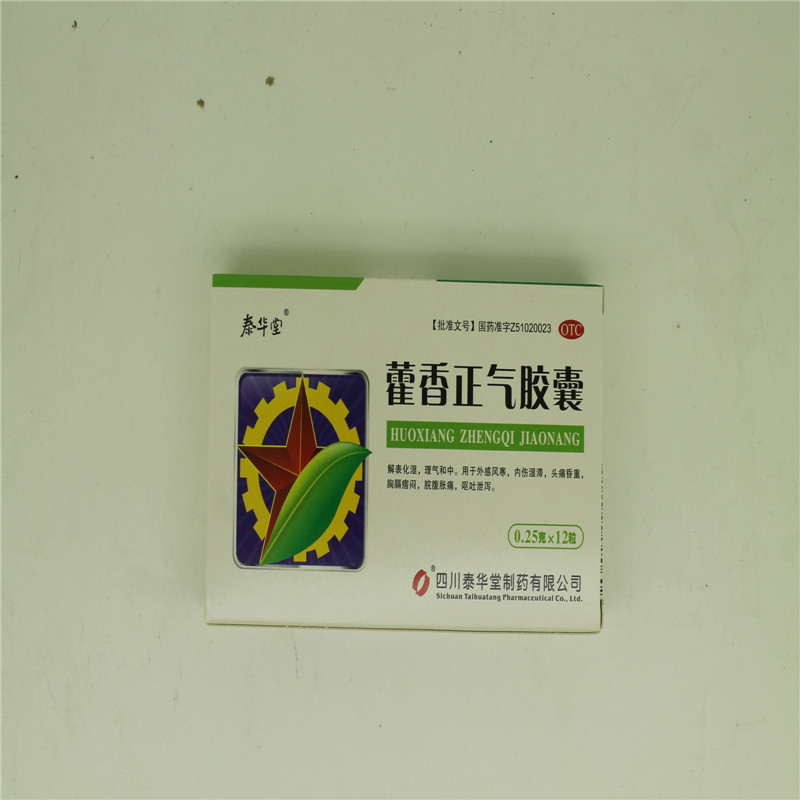 泰华堂®
【批准文号】国药准字Z51020023 OTC
藿香正气胶囊
HUOXIANG ZHENGQI JIAONANG
解表化湿，理气和中。用于外感风寒，内伤湿滞，头痛昏重，
胸膈痞闷，脘腹胀痛，呕吐泄泻。
0.25克×12粒
®四川泰华堂制药有限公司
Sichuan Taihuatang Pharmaceutical Co., Ltd.